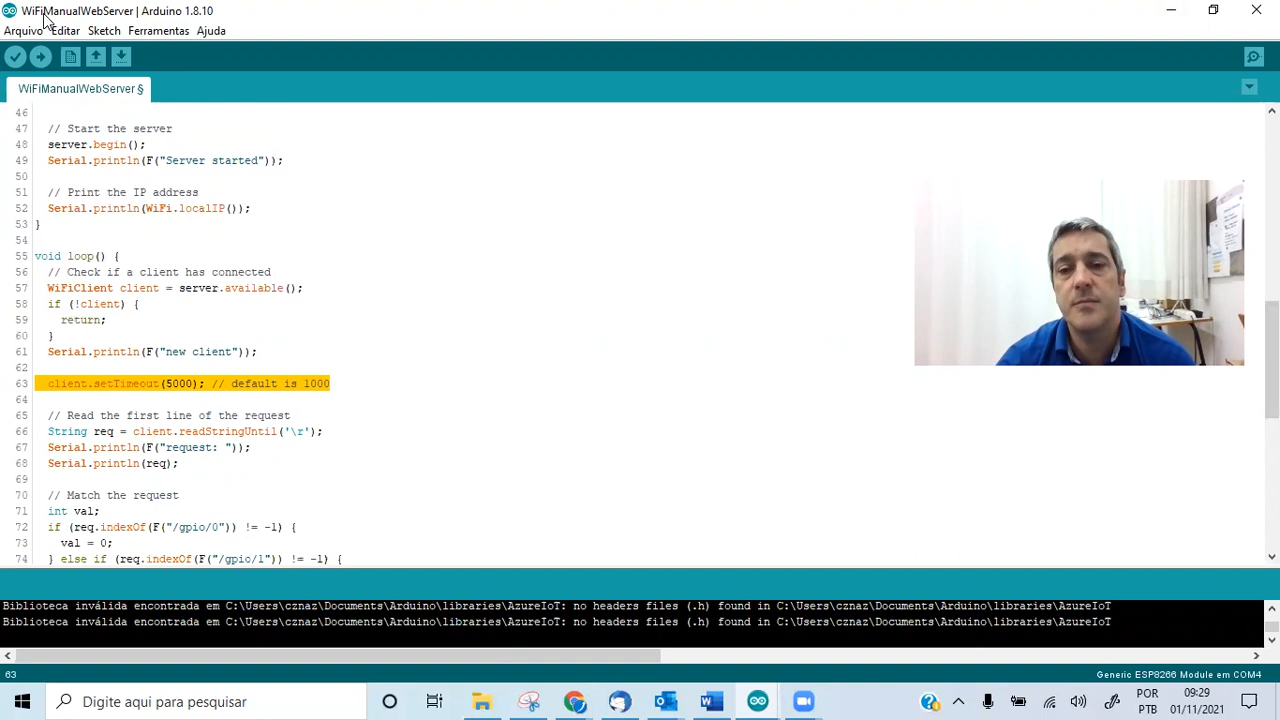 WiFiManualWebServer | Arduino 1.8.10
Arquivo Editar Sketch Ferramentas Ajuda
WiFiManualWebServer §
46
47 // Start the server
48 server.begin();
49 Serial.println(F("Server started"));
50
51 // Print the IP address
52 Serial.println(WiFi.localIP());
53 }
54
55 void loop() {
56 // Check if a client has connected
57 WiFiClient client = server.available();
58 if (!client) {
59 return;
60 }
61 Serial.println(F("new client"));
62
63 client.setTimeout(5000); // default is 1000
64
65 // Read the first line of the request
66 String req = client.readStringUntil('\r');
67 Serial.println(F("request: "));
68 Serial.println(req);
69
70 // Match the request
71 int val;
72 if (req.indexOf(F("/gpio/0")) != -1) {
73 val = 0;
74 } else if (req.indexOf(F("/gpio/1")) != -1) {
Biblioteca inválida encontrada em C:\Users\cznaz\Documents\Arduino\libraries\AzureIoT: no headers files (.h) found in C:\Users\cznaz\Documents\Arduino\libraries\AzureIoT
Biblioteca inválida encontrada em C:\Users\cznaz\Documents\Arduino\libraries\AzureIoT: no headers files (.h) found in C:\Users\cznaz\Documents\Arduino\libraries\AzureIoT
63 Generic ESP8266 Module em COM4
Digite aqui para pesquisar
POR 09:29
PTB 01/11/2021